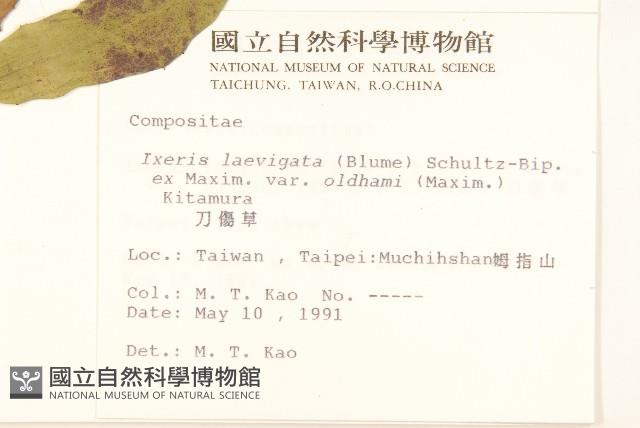 國立自然科學博物館
NATIONAL MUSEUM OF NATURAL SCIENCE
TAICHUNG. TAIWAN, R.O.CHINA
Compositae
Ixeris laevigata (Blume) Schultz-Bip.
ex Maxim. var. oldhami (Maxim.)
Kitamura
刀傷草
Loc.: Taiwan , Taipei:Muchihshan姆指山
Col.: M. T. Kao No. -----
Date: May 10 , 1991
Det.: M. T. Kao
國立自然科學博物館
NATIONAL MUSEUM OF NATURAL SCIENCE